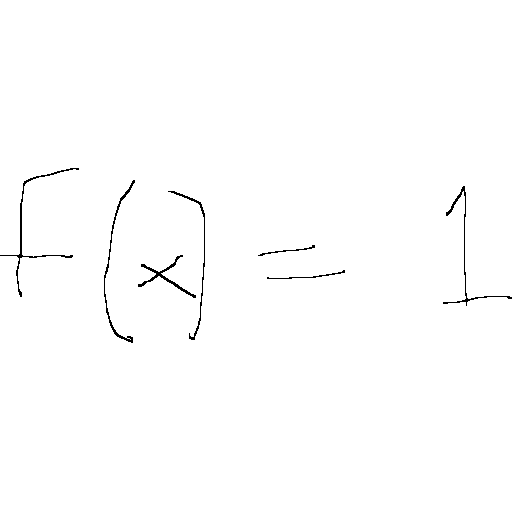 f(x) = 1